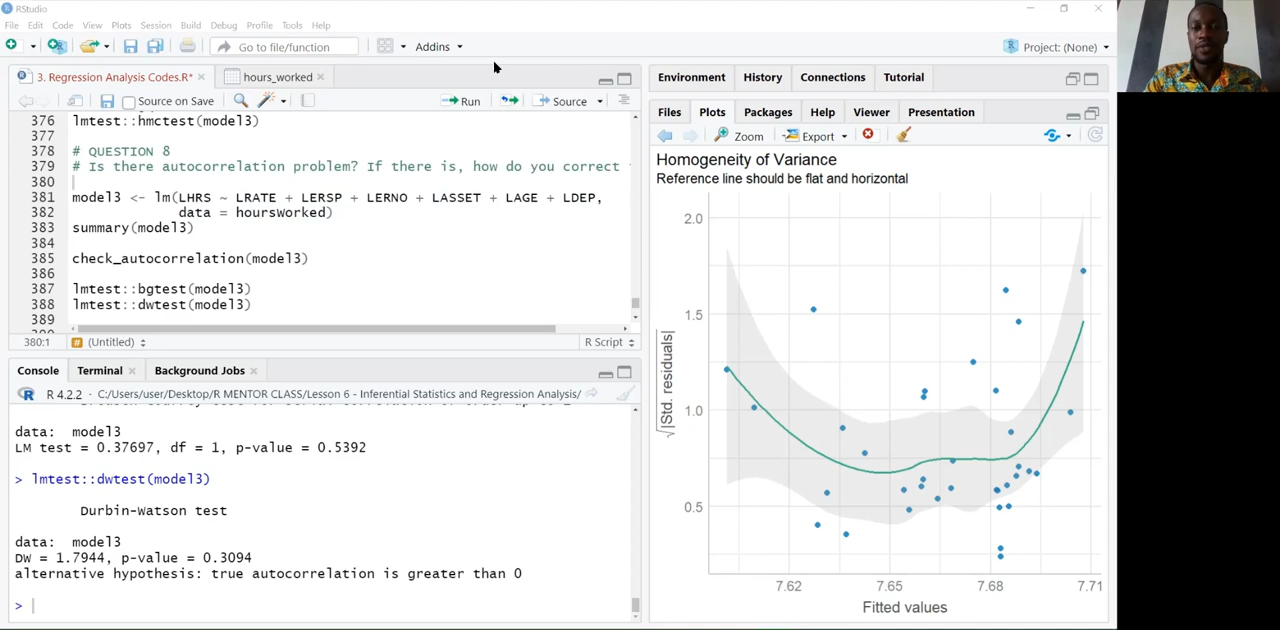 RStudio
File Edit Code View Plots Session Build Debug Profile Tools Help
Go to file/function Addins Project: (None)
3. Regression Analysis Codes.R* hours_worked
Source on Save Run Source
376 lmtest::hmctest(model3)
377
378 # QUESTION 8
379 # Is there autocorrelation problem? If there is, how do you correct
380
381 model3 <- lm(LHRS ~ LRATE + LERSP + LERNO + LASSET + LAGE + LDEP,
382 data = hoursWorked)
383 summary(model3)
384
385 check_autocorrelation(model3)
386
387 lmtest::bgtest(model3)
388 lmtest::dwtest(model3)
389
380:1 (Untitled) R Script
Console Terminal Background Jobs
R 4.2.2 · C:/Users/user/Desktop/R MENTOR CLASS/Lesson 6 - Inferential Statistics and Regression Analysis/
data: model3
LM test = 0.37697, df = 1, p-value = 0.5392
> lmtest::dwtest(model3)
Durbin-Watson test
data: model3
DW = 1.7944, p-value = 0.3094
alternative hypothesis: true autocorrelation is greater than 0
>
Environment History Connections Tutorial
Files Plots Packages Help Viewer Presentation
Zoom Export
Homogeneity of Variance
Reference line should be flat and horizontal
2.0
1.5
1.0
0.5
√|Std. residuals|
7.62 7.65 7.68 7.71
Fitted values